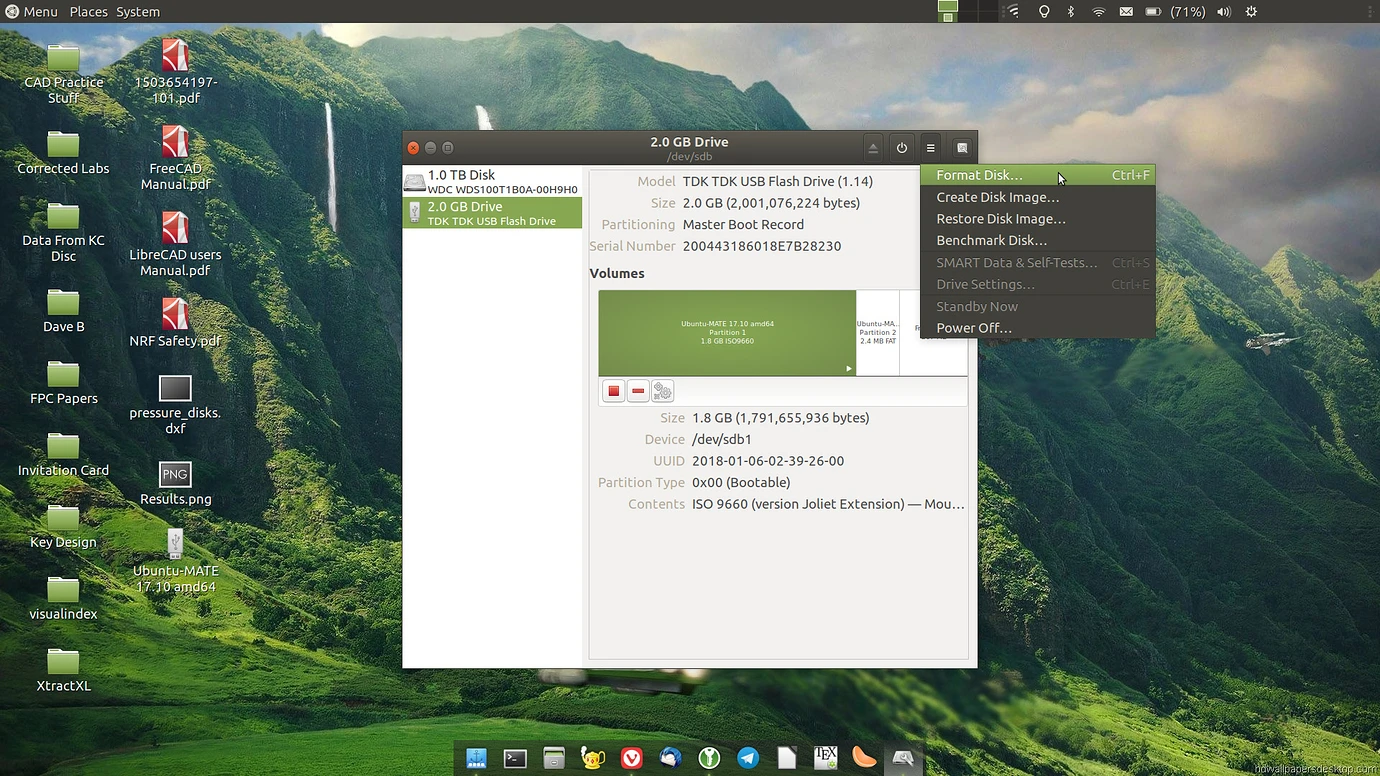 Menu Places System
(71%)
CAD Practice
Stuff
1503654197-
101.pdf
Corrected Labs
FreeCAD
Manual.pdf
Data From KC
Disc
LibreCAD users
Manual.pdf
Dave B
NRF Safety.pdf
FPC Papers
pressure_disks.
dxf
Invitation Card
PNG
Results.png
Key Design
Ubuntu-MATE
17.10 amd64
visualindex
XtractXL
2.0 GB Drive
/dev/sdb
1.0 TB Disk
WDC WDS100T1B0A-00H9H0
2.0 GB Drive
TDK TDK USB Flash Drive
Model TDK TDK USB Flash Drive (1.14)
Size 2.0 GB (2,001,076,224 bytes)
Partitioning Master Boot Record
Serial Number 200443186018E7B28230
Volumes
Ubuntu-MATE 17.10 amd64
Partition 1
1.8 GB ISO9660
Ubuntu-MA...
Partition 2
2.4 MB FAT
Size 1.8 GB (1,791,655,936 bytes)
Device /dev/sdb1
UUID 2018-01-06-02-39-26-00
Partition Type 0x00 (Bootable)
Contents ISO 9660 (version Joliet Extension) — Mou…
Format Disk… Ctrl+F
Create Disk Image…
Restore Disk Image…
Benchmark Disk…
SMART Data & Self-Tests… Ctrl+S
Drive Settings… Ctrl+E
Standby Now
Power Off…
TEX
hdwallpapersdesktop.com